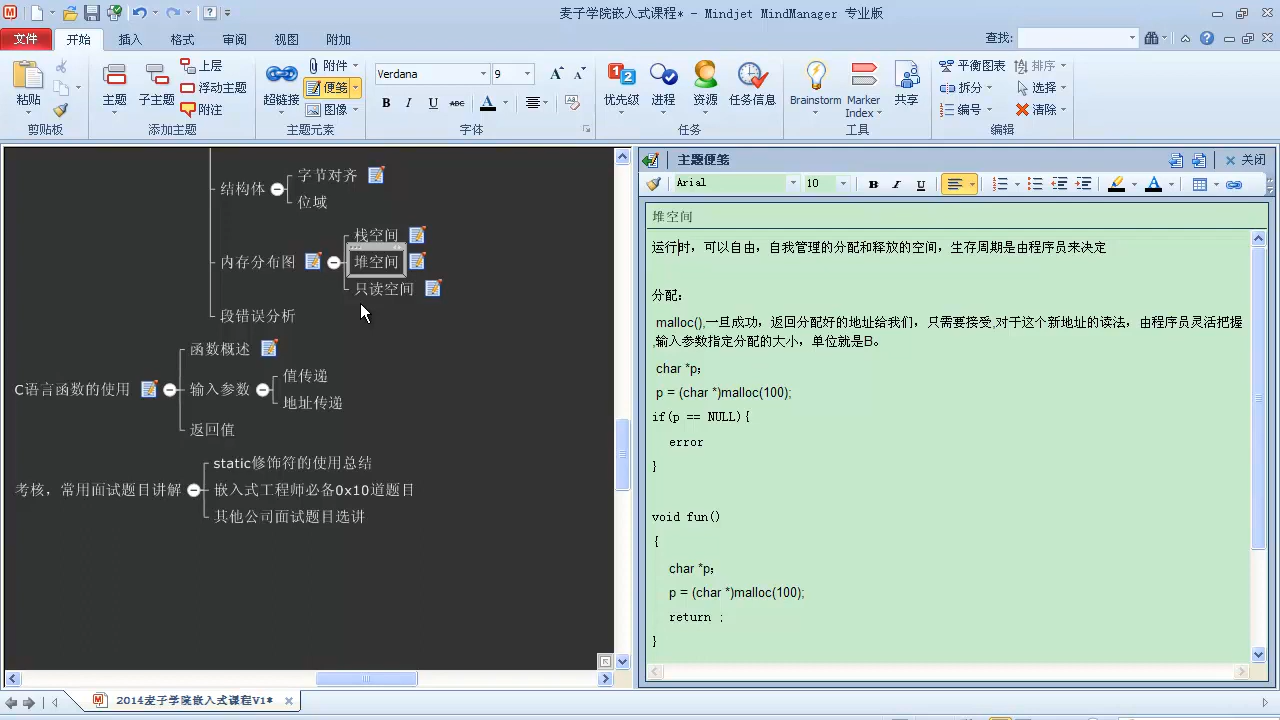 麦子学院嵌入式课程* - Mindjet MindManager 专业版
文件
开始
插入
格式
审阅
视图
附加
查找:
粘贴
剪贴板
主题
子主题
上层
浮动主题
附注
添加主题
超链接
附件
便笺
图像
主题元素
Verdana
9
B I U ABC A
字体
优先级
进程
资源
任务信息
任务
Brainstorm
Marker
Index
共享
工具
平衡图表
拆分
编号
排序
选择
清除
编辑
结构体
字节对齐
位域
内存分布图
栈空间
堆空间
只读空间
段错误分析
C语言函数的使用
函数概述
输入参数
值传递
地址传递
返回值
考核，常用面试题目讲解
static修饰符的使用总结
嵌入式工程师必备0x10道题目
其他公司面试题目选讲
2014麦子学院嵌入式课程V1*
主题便笺
关闭
Arial
10
B I U
A
堆空间
运行时，可以自由，自我管理的分配和释放的空间，生存周期是由程序员来决定
分配：
malloc(),一旦成功，返回分配好的地址给我们，只需要接受,对于这个新地址的读法，由程序员灵活把握
,输入参数指定分配的大小，单位就是B。
char *p；
p = (char *)malloc(100);
if(p == NULL){
error
}
void fun()
{
char *p；
p = (char *)malloc(100);
return ;
}